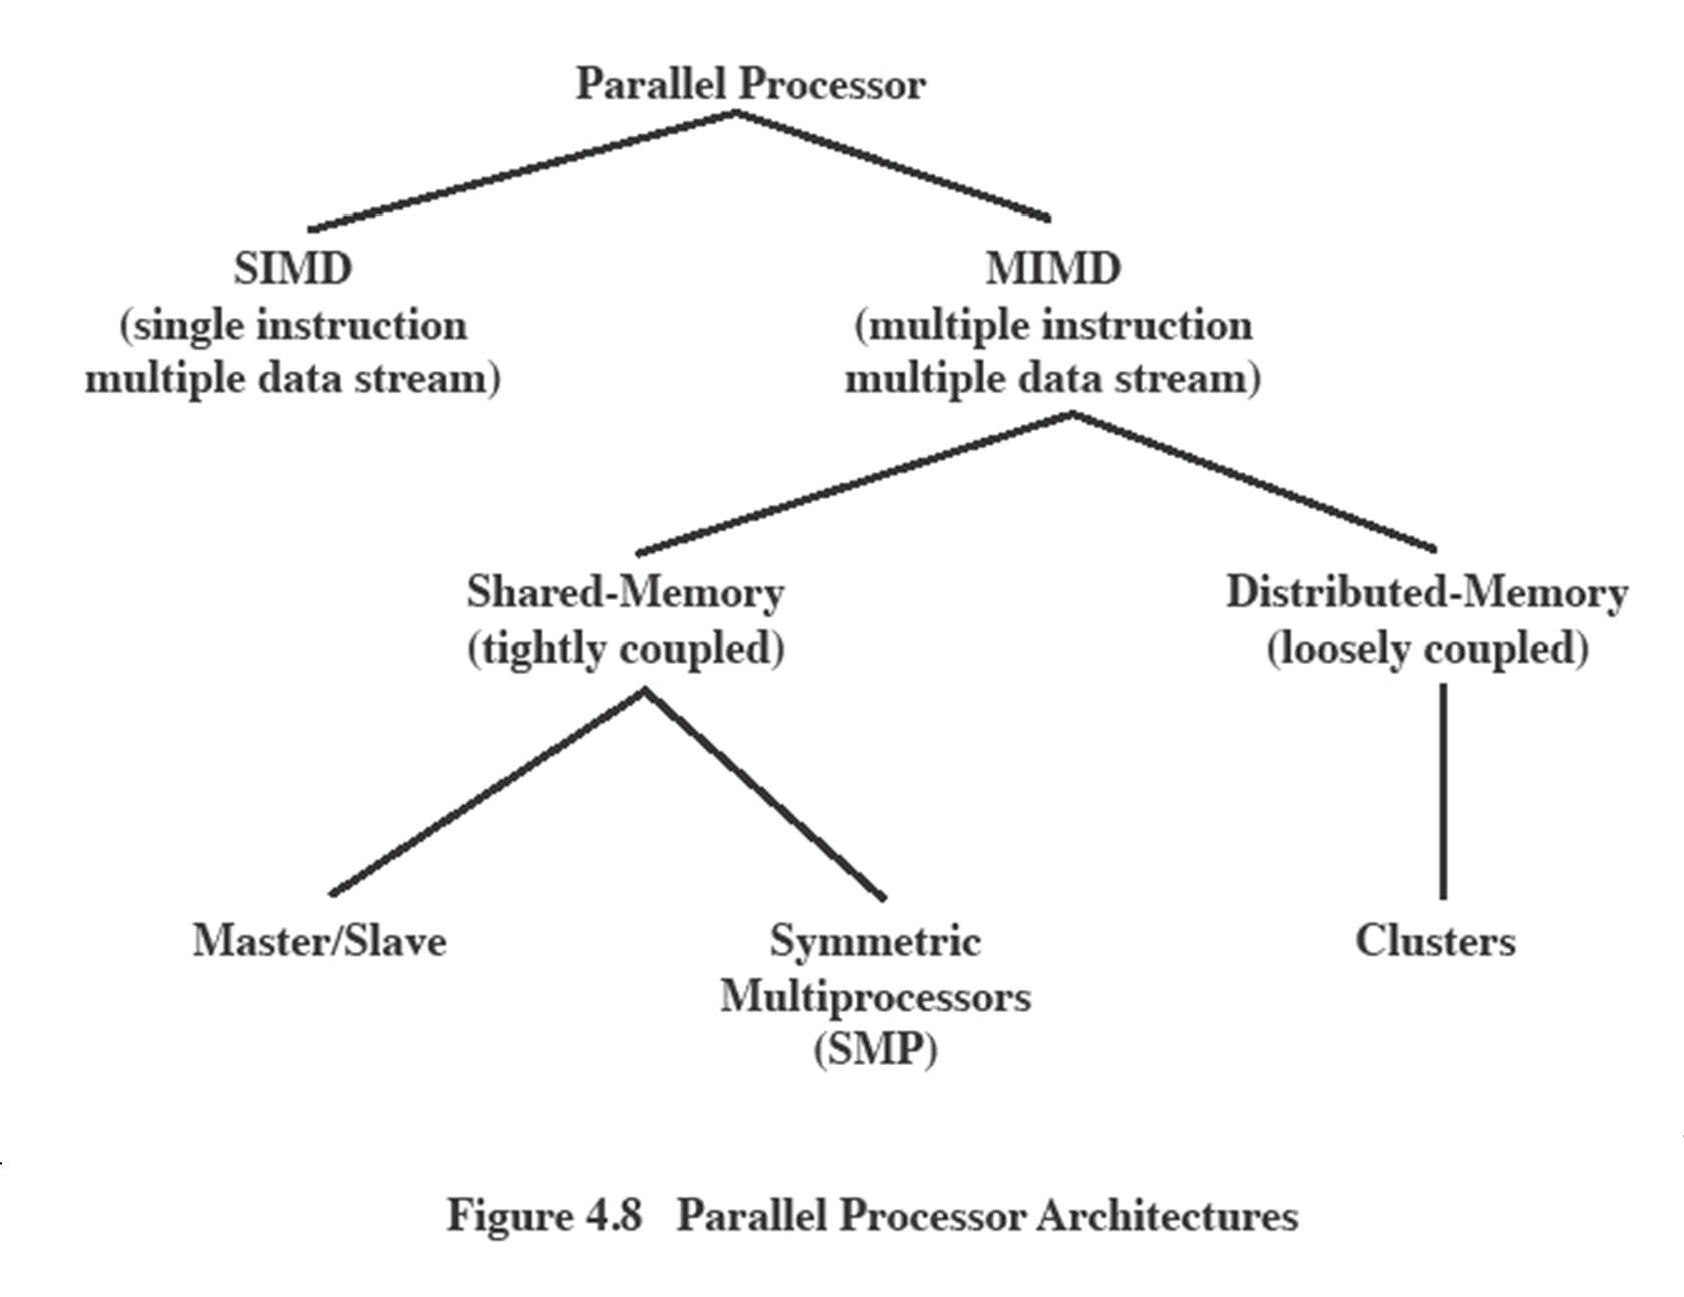 Parallel Processor
SIMD
(single instruction
multiple data stream)
MIMD
(multiple instruction
multiple data stream)
Shared-Memory
(tightly coupled)
Distributed-Memory
(loosely coupled)
Master/Slave
Symmetric
Multiprocessors
(SMP)
Clusters
Figure 4.8 Parallel Processor Architectures